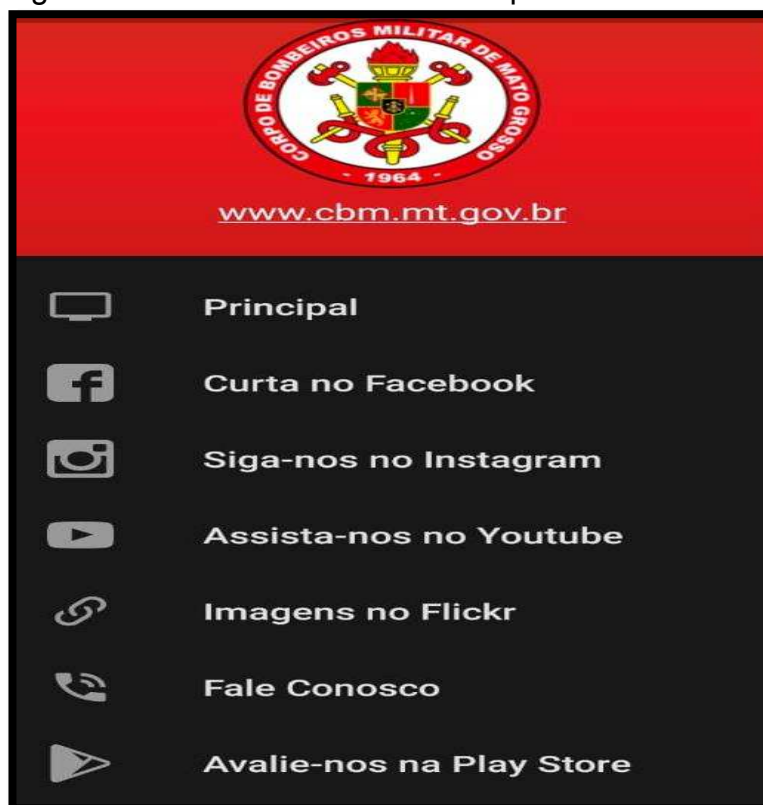 CORPO DE BOMBEIROS MILITAR DE MATO GROSSO
- 1964 -
www.cbm.mt.gov.br
Principal
Curta no Facebook
Siga-nos no Instagram
Assista-nos no Youtube
Imagens no Flickr
Fale Conosco
Avalie-nos na Play Store